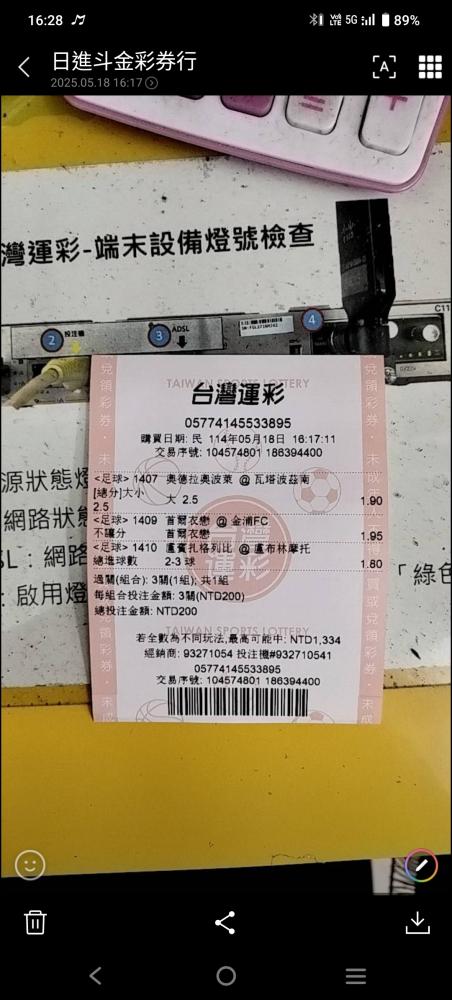 16:28
5G
89%
日進斗金彩券行
2025.05.18 16:17
A
灣運彩-端末設備燈號檢查
2 投注機
3 ADSL
4
C11
台灣運彩
05774145533895
購買日期: 民 114年05月18日 16:17:11
交易序號: 104574801 186394400
<足球> 1407 奧德拉奧波萊 @ 瓦塔波茲南
[總分]大小 大 2.5 1.90
2.5
<足球> 1409 首爾衣戀 @ 金浦FC
不讓分 首爾衣戀 1.95
<足球> 1410 盧賓扎格列比 @ 盧布林摩托
總進球數 2-3 球 1.80
過關(組合): 3關(1組); 共1組
每組合投注金額: 3關(NTD200)
總投注金額: NTD200
TAIWAN SPORTS LOTTERY
若全數為不同玩法,最高可能中: NTD1,334
經銷商: 93271054 投注機#932710541
05774145533895
交易序號: 104574801 186394400
源狀態燈
網路狀態
SL：網路
：啟用燈
「綠色